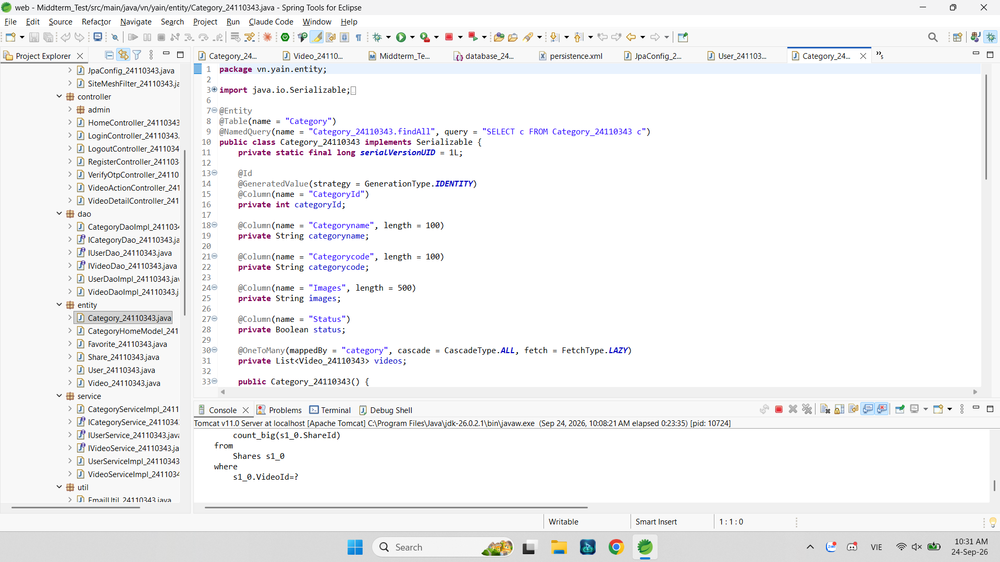 web - Middterm_Test/src/main/java/vn/yain/entity/Category_24110343.java - Spring Tools for Eclipse
File Edit Source Refactor Navigate Search Project Run Claude Code Window Help
Project Explorer
JpaConfig_24110343.java
SiteMeshFilter_24110343.ja
controller
admin
HomeController_24110343
LoginController_24110343.
LogoutController_2411034
RegisterController_241103
VerifyOtpController_24110
VideoActionController_241
VideoDetailController_241
dao
CategoryDaoImpl_241103
ICategoryDao_24110343.ja
IUserDao_24110343.java
IVideoDao_24110343.java
UserDaoImpl_24110343.jav
VideoDaoImpl_24110343.j
entity
Category_24110343.java
CategoryHomeModel_241
Favorite_24110343.java
Share_24110343.java
User_24110343.java
Video_24110343.java
service
CategoryServiceImpl_2411
ICategoryService_2411034
IUserService_24110343.java
IVideoService_24110343.ja
UserServiceImpl_24110343
VideoServiceImpl_2411034
util
EmailUtil_24110343.java
Category_24... Video_24110... Middterm_Te... database_24... persistence.xml JpaConfig_2... User_241103... Category_24... »5
1 package vn.yain.entity;
2
3 import java.io.Serializable;
6
7 @Entity
8 @Table(name = "Category")
9 @NamedQuery(name = "Category_24110343.findAll", query = "SELECT c FROM Category_24110343 c")
10 public class Category_24110343 implements Serializable {
11 private static final long serialVersionUID = 1L;
12
13 @Id
14 @GeneratedValue(strategy = GenerationType.IDENTITY)
15 @Column(name = "CategoryId")
16 private int categoryId;
17
18 @Column(name = "Categoryname", length = 100)
19 private String categoryname;
20
21 @Column(name = "Categorycode", length = 100)
22 private String categorycode;
23
24 @Column(name = "Images", length = 500)
25 private String images;
26
27 @Column(name = "Status")
28 private Boolean status;
29
30 @OneToMany(mappedBy = "category", cascade = CascadeType.ALL, fetch = FetchType.LAZY)
31 private List<Video_24110343> videos;
32
33 public Category_24110343() {
Console Problems Terminal Debug Shell
Tomcat v11.0 Server at localhost [Apache Tomcat] C:\Program Files\Java\jdk-26.0.2.1\bin\javaw.exe (Sep 24, 2026, 10:08:21 AM elapsed 0:23:35) [pid: 10724]
count_big(s1_0.ShareId)
from
Shares s1_0
where
s1_0.VideoId=?
Writable Smart Insert 1 : 1 : 0
Search
Zalo
VIE
10:31 AM
24-Sep-26